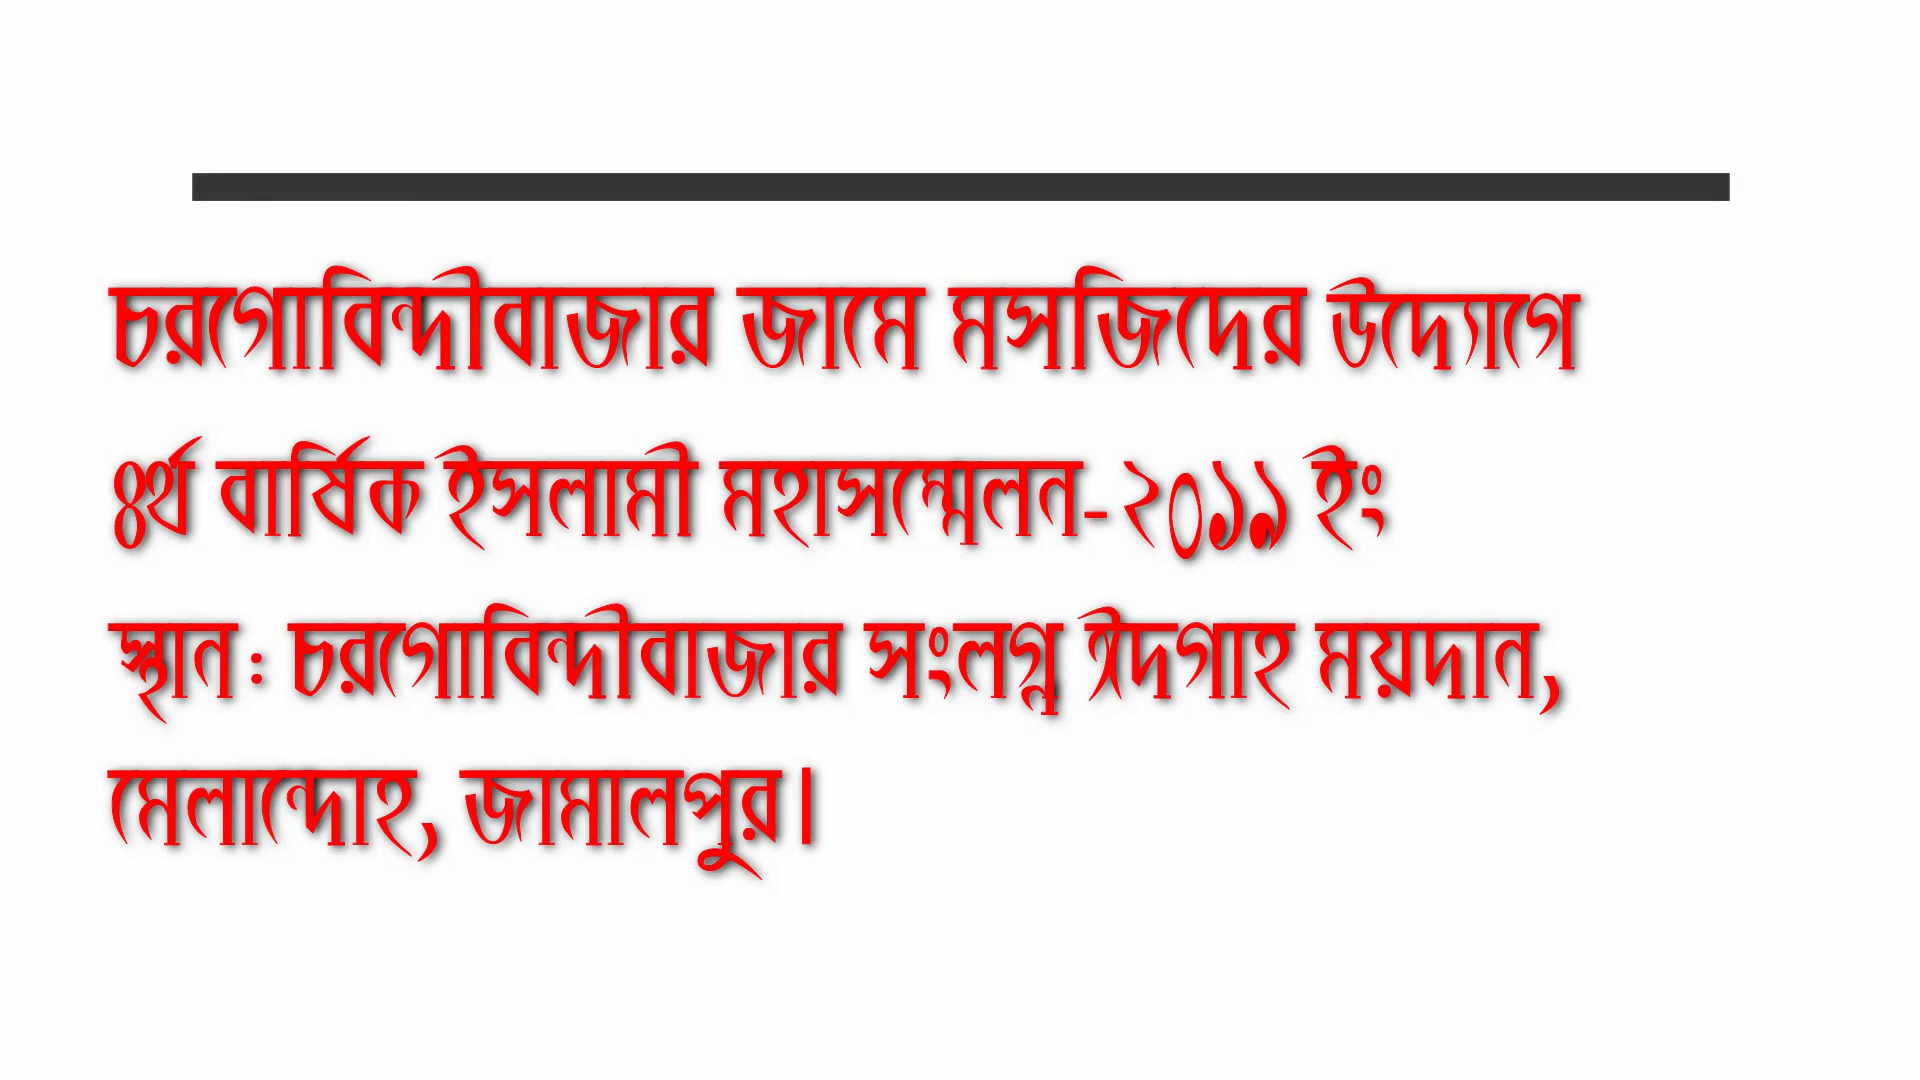 চরগোবিন্দীবাজার জামে মসজিদের উদ্যোগে
৪র্থ বার্ষিক ইসলামী মহাসম্মেলন-২০১৯ ইং
স্থান : চরগোবিন্দীবাজার সংলগ্ন ঈদগাহ ময়দান,
মেলান্দোহ, জামালপুর।